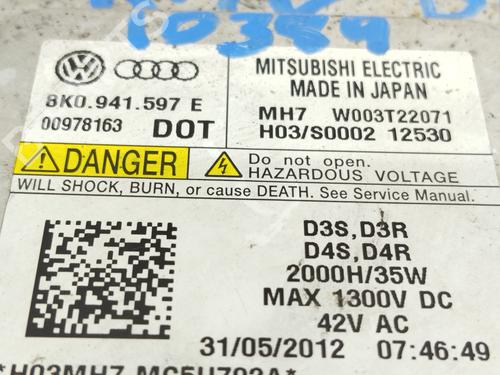 10359
MITSUBISHI ELECTRIC
MADE IN JAPAN
8K0.941.597 E
MH7 W003T22071
00978163 DOT
H03/S0002 12530
DANGER
Do not open.
HAZARDOUS VOLTAGE
WILL SHOCK, BURN, or cause DEATH. See Service Manual.
D3S, D3R
D4S, D4R
2000H/35W
MAX 1300V DC
42V AC
31/05/2012 07:46:49